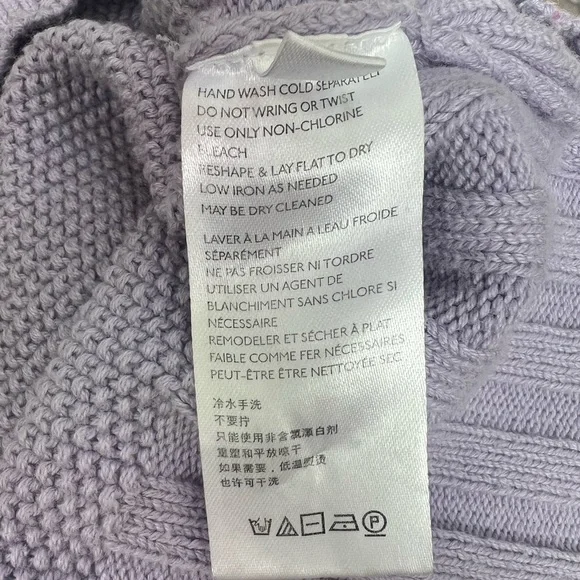 HAND WASH COLD SEPARATELY
DO NOT WRING OR TWIST
USE ONLY NON-CHLORINE
BLEACH
RESHAPE & LAY FLAT TO DRY
LOW IRON AS NEEDED
MAY BE DRY CLEANED
LAVER À LA MAIN A LEAU FROIDE
SÉPARÉMENT
NE PAS FROISSER NI TORDRE
UTILISER UN AGENT DE
BLANCHIMENT SANS CHLORE SI
NÉCESSAIRE
REMODELER ET SÉCHER À PLAT
FAIBLE COMME FER NÉCESSAIRES
PEUT-ÊTRE ÊTRE NETTOYÉE SEC
冷水手洗
不要拧
只能使用非含氯漂白剂
重塑和平放晾干
如果需要，低温熨烫
也许可干洗
P